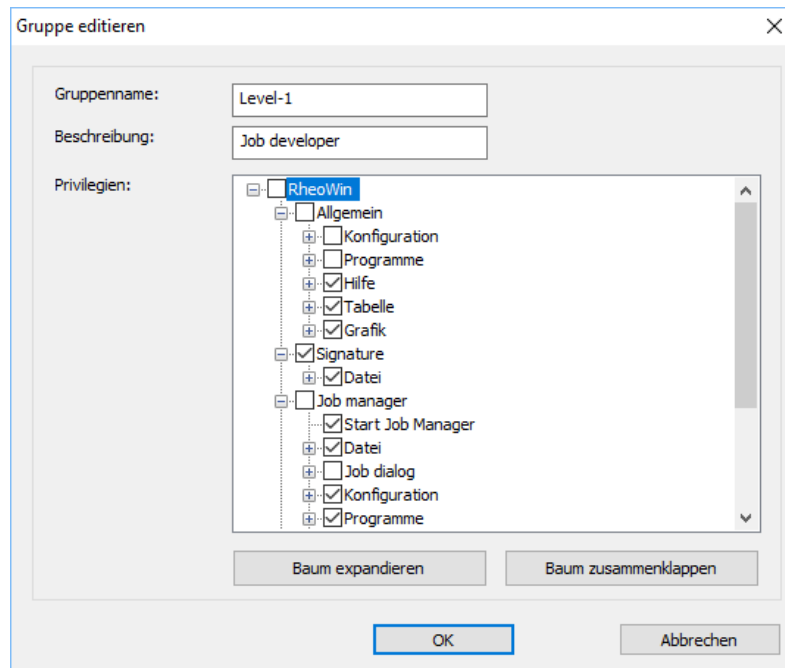 Gruppe editieren
Gruppenname:
Level-1
Beschreibung:
Job developer
Privilegien:
RheoWin
Allgemein
Konfiguration
Programme
Hilfe
Tabelle
Grafik
Signature
Datei
Job manager
Start Job Manager
Datei
Job dialog
Konfiguration
Programme
Baum expandieren
Baum zusammenklappen
OK
Abbrechen